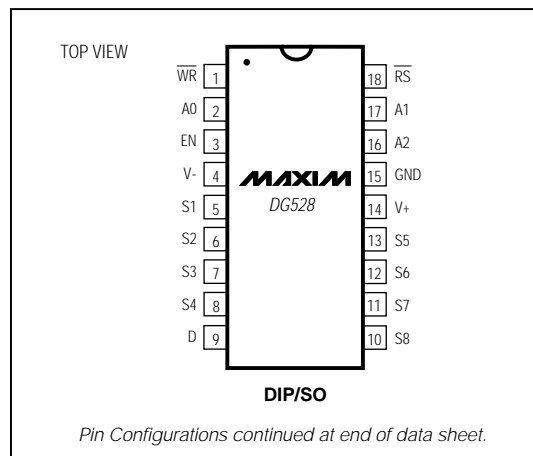 TOP VIEW
WR 1 18 RS
A0 2 17 A1
EN 3 16 A2
V- 4 MAXIM 15 GND
S1 5 DG528 14 V+
S2 6 13 S5
S3 7 12 S6
S4 8 11 S7
D 9 10 S8
DIP/SO
Pin Configurations continued at end of data sheet.